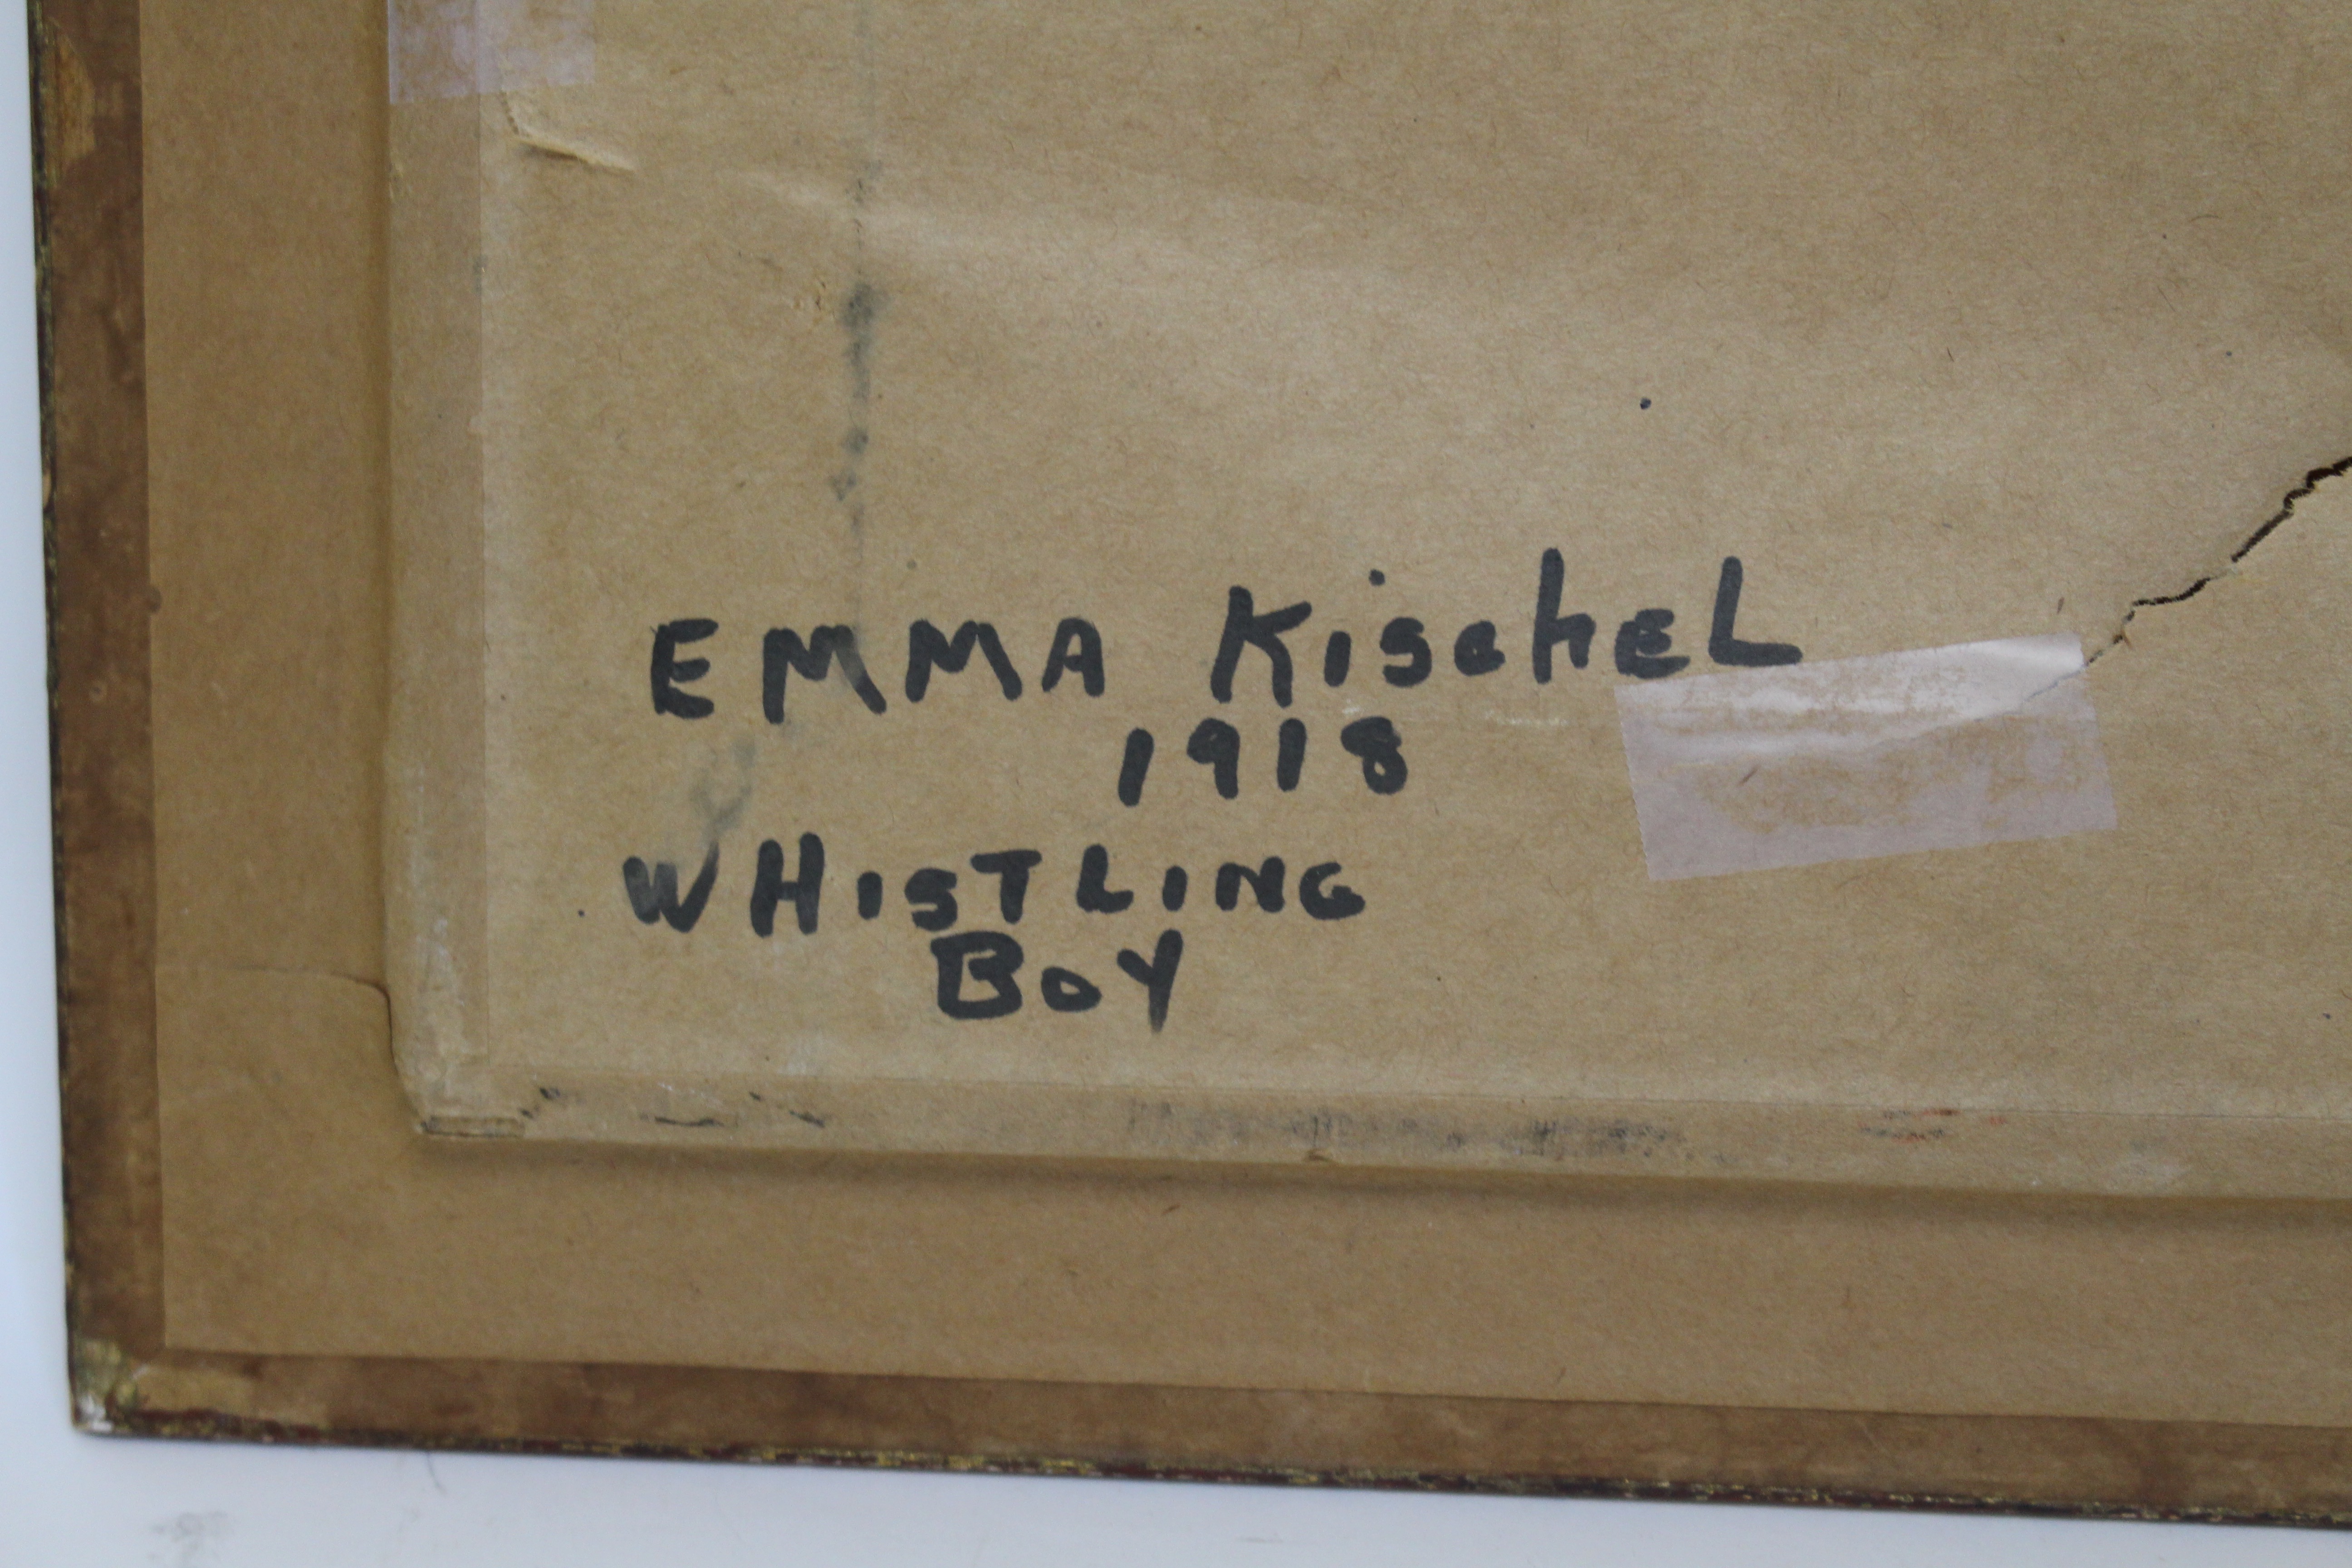 EMMA KischeL
1918
WHISTLING
BOY